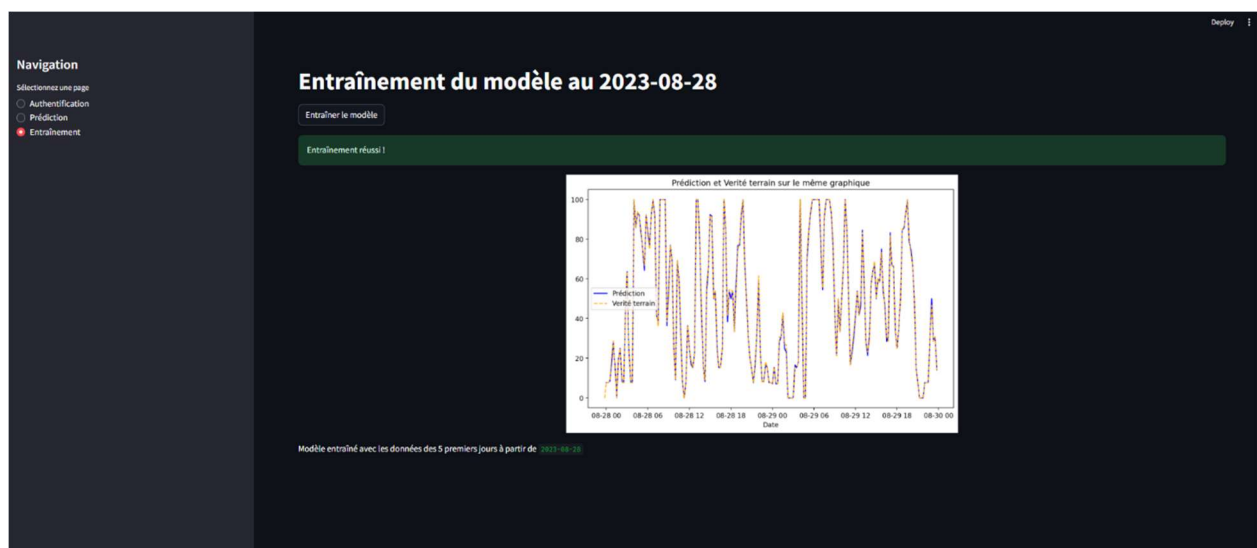 Deploy
Navigation
Sélectionnez une page
Authentification
Prédiction
Entraînement
Entraînement du modèle au 2023-08-28
Entraîner le modèle
Entraînement réussi !
Prédiction et Verité terrain sur le même graphique
100
80
60
40
20
0
Prédiction
Verité terrain
08-28 00 08-28 06 08-28 12 08-28 18 08-29 00 08-29 06 08-29 12 08-29 18 08-30 00
Date
Modèle entraîné avec les données des 5 premiers jours à partir de 2023-08-28